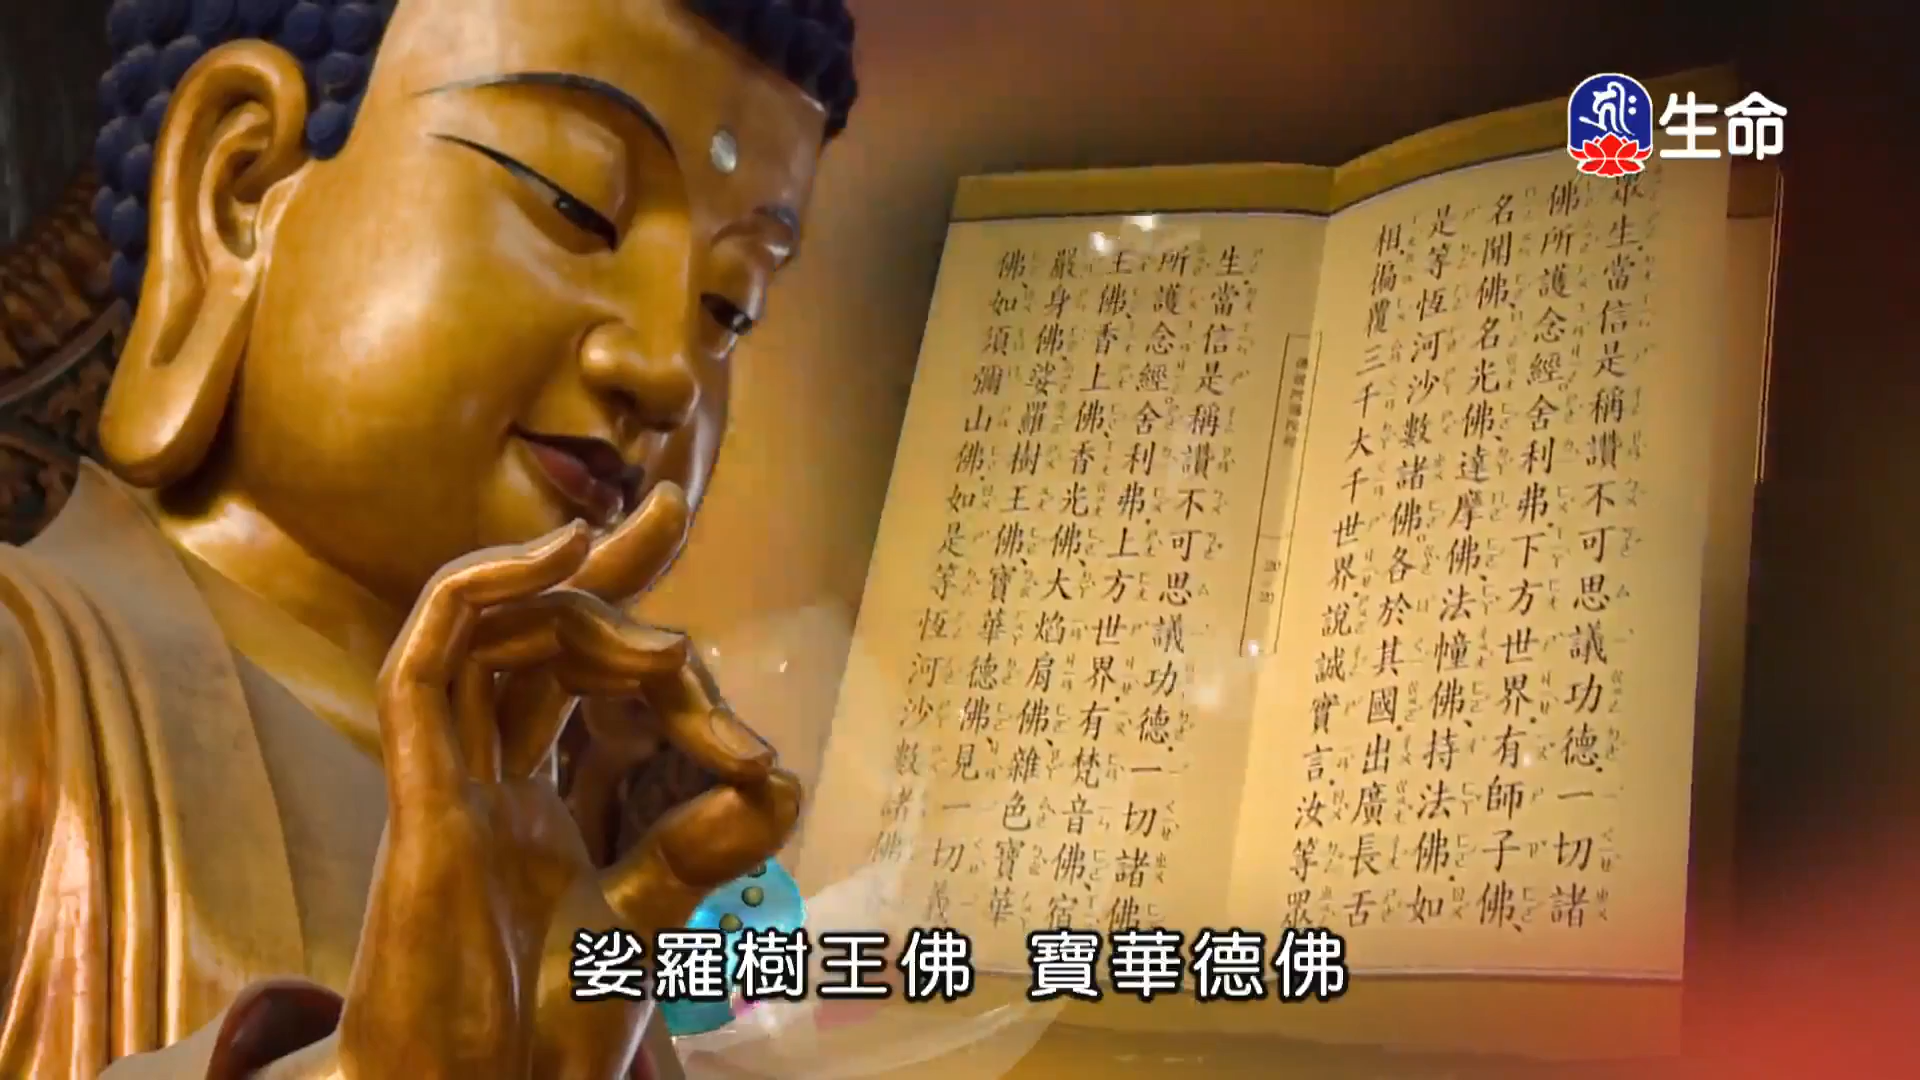 生命
眾生當信是稱讚不可思議功德.一切諸
佛所護念經舍利弗.下方世界.有師子佛、
名聞佛、名光佛、達摩佛、法幢佛、持法佛.如
是等恆河沙數諸佛各於其國.出廣長舌
相.徧覆三千大千世界.說誠實言.汝等眾
生.當信是稱讚不可思議功德.一切諸佛
所護念經。舍利弗.上方世界.有梵音佛、宿
王佛、香上佛、香光佛、大焰肩佛、雜色寶華
嚴身佛、娑羅樹王佛、寶華德佛、見一切義
佛、如須彌山佛.如是等恆河沙數諸佛
娑羅樹王佛 寶華德佛